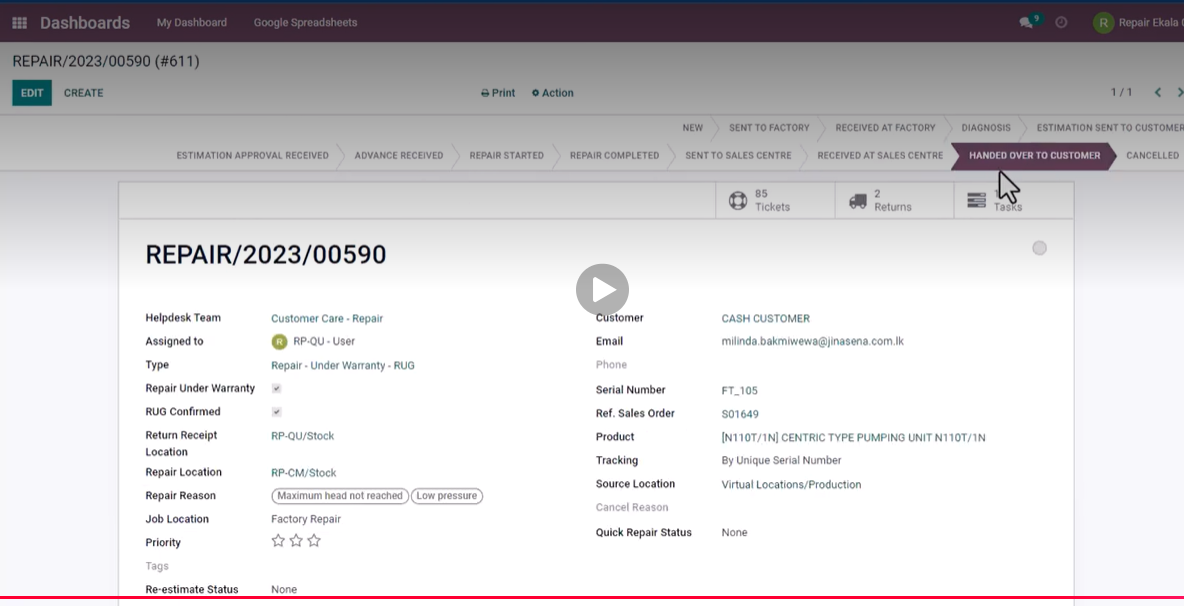 Dashboards My Dashboard Google Spreadsheets 9 R Repair Ekala
REPAIR/2023/00590 (#611)
EDIT CREATE Print Action 1 / 1
NEW SENT TO FACTORY RECEIVED AT FACTORY DIAGNOSIS ESTIMATION SENT TO CUSTOMER
ESTIMATION APPROVAL RECEIVED ADVANCE RECEIVED REPAIR STARTED REPAIR COMPLETED SENT TO SALES CENTRE RECEIVED AT SALES CENTRE HANDED OVER TO CUSTOMER CANCELLED
85 Tickets
2 Returns
Tasks
REPAIR/2023/00590
Helpdesk Team Customer Care - Repair
Assigned to R RP-QU - User
Type Repair - Under Warranty - RUG
Repair Under Warranty
RUG Confirmed
Return Receipt Location RP-QU/Stock
Repair Location RP-CM/Stock
Repair Reason Maximum head not reached Low pressure
Job Location Factory Repair
Priority
Tags
Re-estimate Status None
Customer CASH CUSTOMER
Email milinda.bakmiwewa@jinasena.com.lk
Phone
Serial Number FT_105
Ref. Sales Order S01649
Product [N110T/1N] CENTRIC TYPE PUMPING UNIT N110T/1N
Tracking By Unique Serial Number
Source Location Virtual Locations/Production
Cancel Reason
Quick Repair Status None